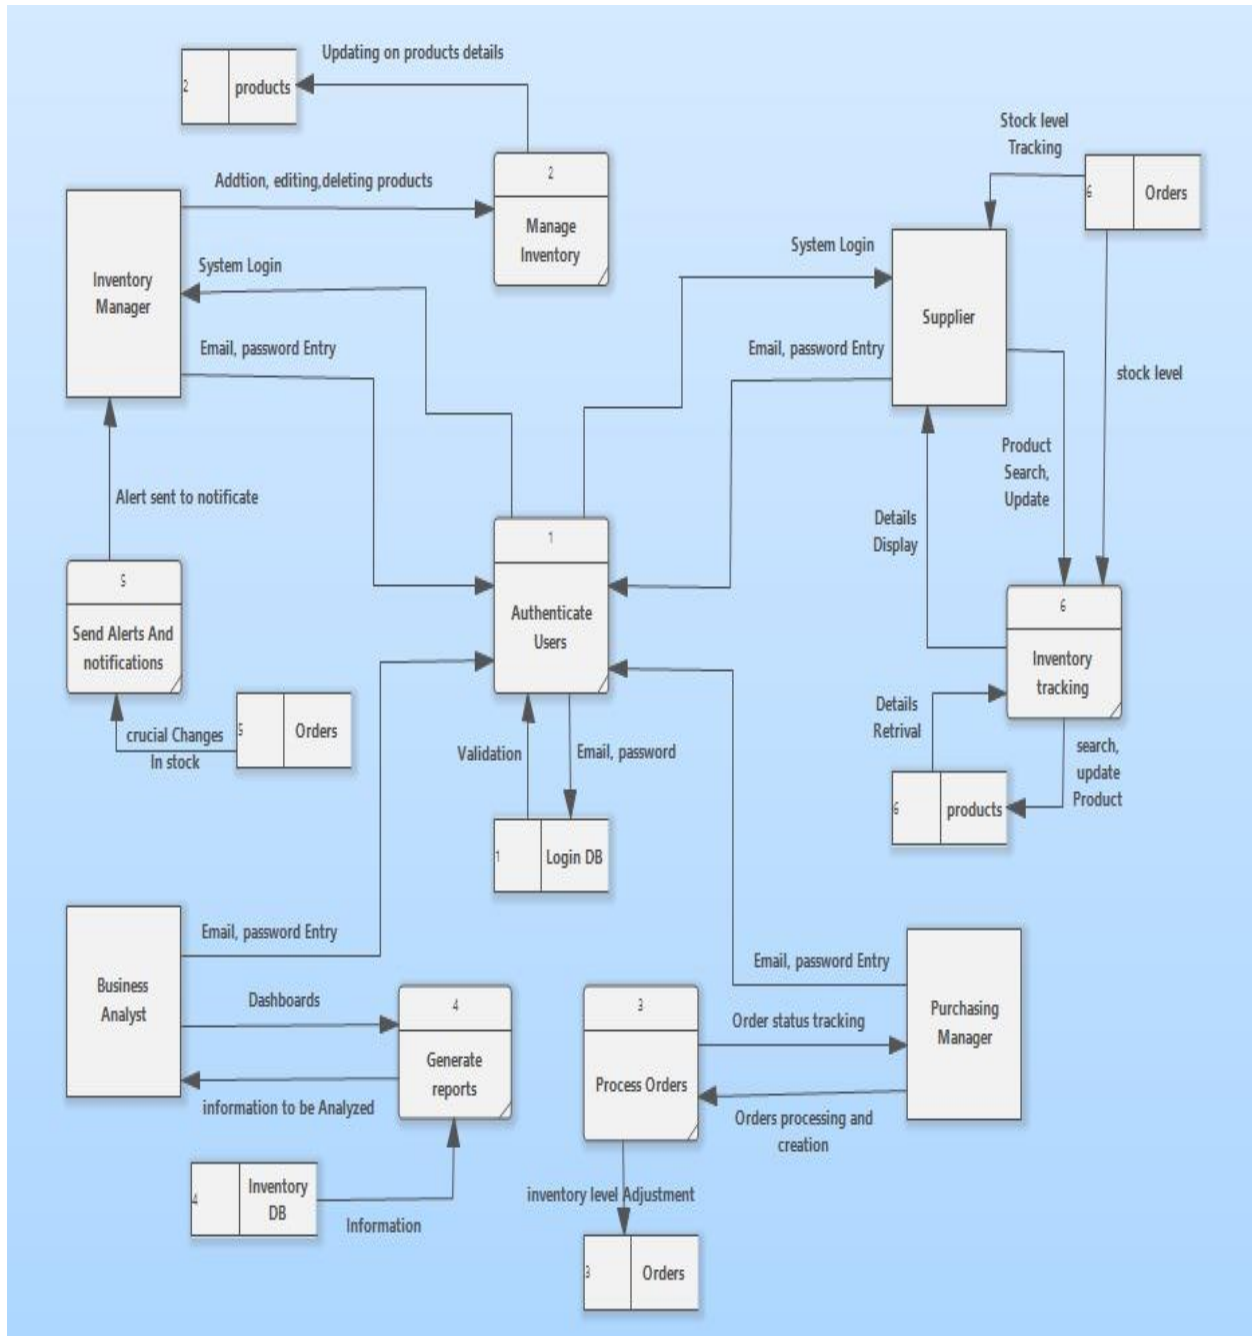 Updating on products details
2
products
Stock level
Tracking
2
6
Orders
Addtion, editing,deleting products
Manage
Inventory
System Login
System Login
Inventory
Manager
Supplier
Email, password Entry
Email, password Entry
stock level
Product
Search,
Update
Alert sent to notificate
Details
Display
1
5
Authenticate
Users
6
Send Alerts And
notifications
Inventory
tracking
Details
Retrival
5
Orders
crucial Changes
In stock
Validation
Email, password
search,
update
Product
6
products
1
Login DB
Email, password Entry
Email, password Entry
Business
Analyst
Dashboards
4
3
Purchasing
Manager
Order status tracking
Generate
reports
Process Orders
information to be Analyzed
Orders processing and
creation
4
Inventory
DB
inventory level Adjustment
Information
3
Orders